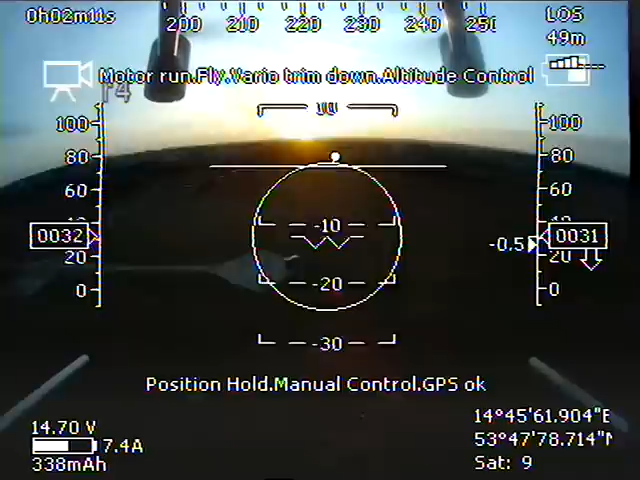 0h02m11s
200 210 220 230 240 250
LOS
49m
Motor run.Fly.Vario trim down.Altitude Control
r4
10
100 100
80 80
60 60
-10
0032 -0.5 0031
20 20
-20
0 0
-30
Position Hold.Manual Control.GPS ok
14.70 V
7.4A
338mAh
14°45'61.904"E
53°47'78.714"N
Sat: 9